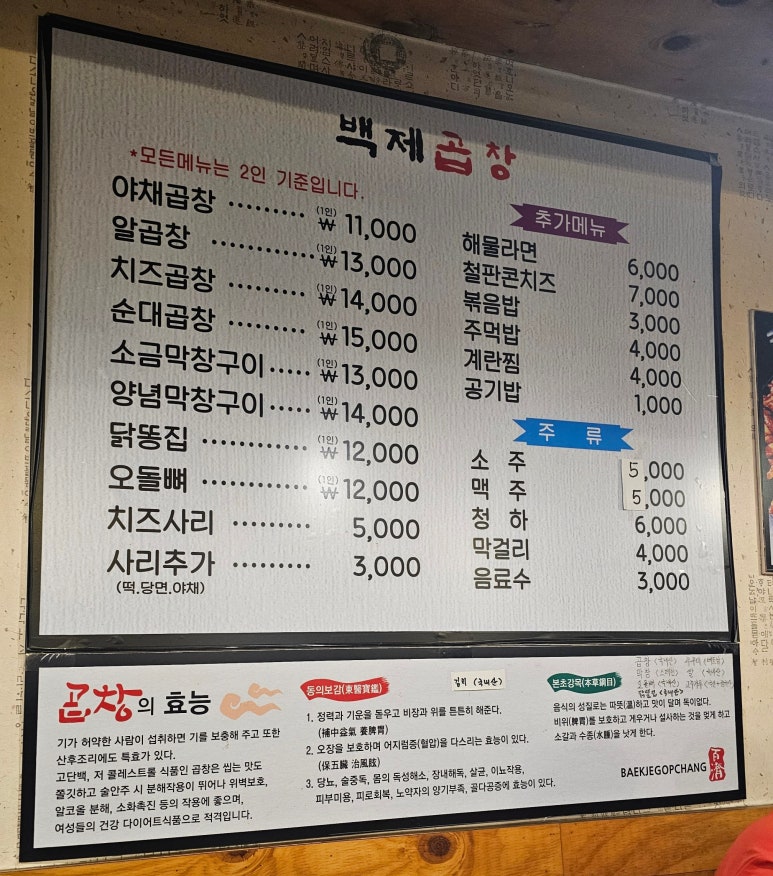 백제곱창
*모든메뉴는 2인 기준입니다.
야채곱창 ········· (1인) ₩ 11,000
알곱창 ············ (1인) ₩13,000
치즈곱창 ········· (1인) ₩ 14,000
순대곱창 ········· (1인) ₩ 15,000
소금막창구이····· (1인) ₩ 13,000
양념막창구이····· (1인) ₩ 14,000
닭똥집 ············ (1인) ₩ 12,000
오돌뼈 ············ (1인) ₩12,000
치즈사리 ········· 5,000
사리추가 ········· 3,000
(떡.당면.야채)
추가메뉴
해물라면 6,000
철판콘치즈 7,000
볶음밥 3,000
주먹밥 4,000
계란찜 4,000
공기밥 1,000
주 류
소 주 5,000
맥 주 5,000
청 하 6,000
막걸리 4,000
음료수 3,000
곱창의 효능
기가 허약한 사람이 섭취하면 기를 보충해 주고 또한
산후조리에도 특효가 있다.
고단백, 저 콜레스트롤 식품인 곱창은 씹는 맛도
쫄깃하고 술안주 시 분해작용이 뛰어나 위벽보호,
알코올 분해, 소화촉진 등의 작용에 좋으며,
여성들의 건강 다이어트식품으로 적격입니다.
동의보감(東醫寶鑑)
김치 (국내산)
1. 정력과 기운을 돋우고 비장과 위를 튼튼히 해준다.
(補中益氣 養脾胃)
2. 오장을 보호하며 어지럼증(혈압)을 다스리는 효능이 있다.
(保五臟 治風眩)
3. 당뇨, 술중독, 몸의 독성해소, 장내해독, 살균, 이뇨작용,
피부미용, 피로회복, 노약자의 양기부족, 골다공증에 효능이 있다.
본초강목(本草綱目)
음식의 성질로는 따뜻(溫)하고 맛이 달며 독이없다.
비위(脾胃)를 보호하고 게우거나 설사하는 것을 멎게 하고
소갈과 수종(水腫)을 낫게 한다.
BAEKJEGOPCHANG
百濟